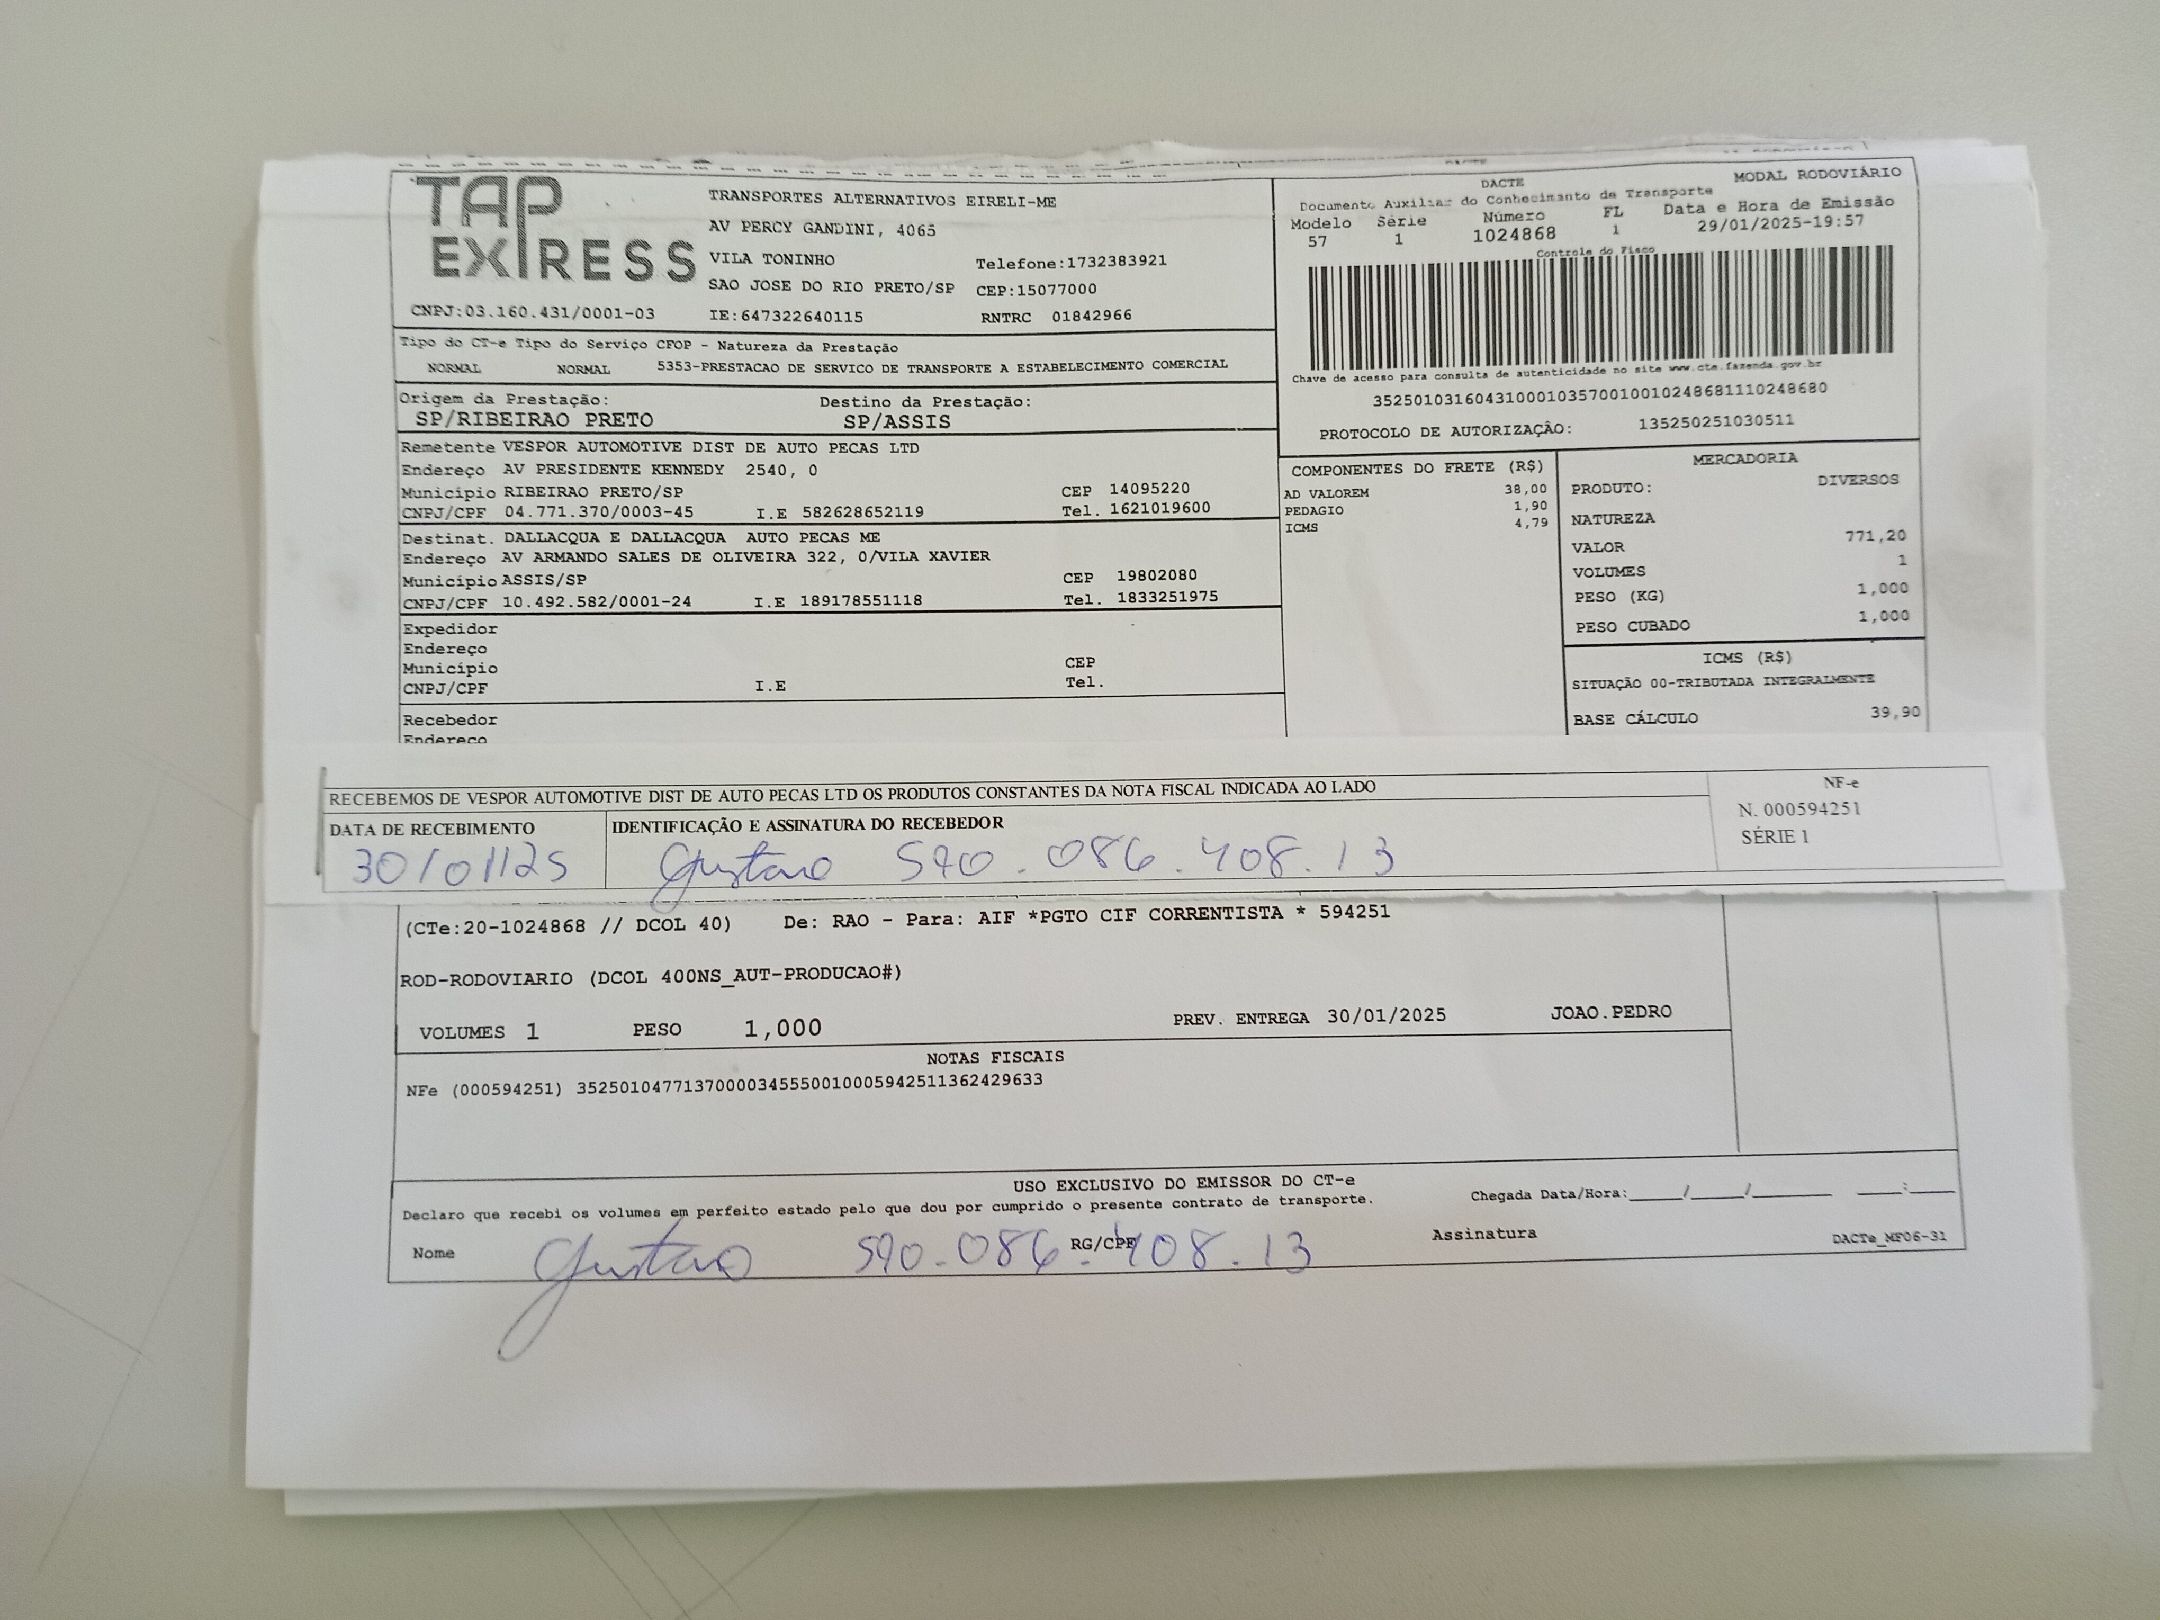 DACTE
TAP EXPRESS
TRANSPORTES ALTERNATIVOS EIRELI-ME
AV PERCY GANDINI, 4065
VILA TONINHO Telefone:1732383921
SAO JOSE DO RIO PRETO/SP CEP:15077000
CNPJ:03.160.431/0001-03 IE:647322640115 RNTRC 01842966
DACTE MODAL RODOVIÁRIO
Documento Auxiliar do Conhecimento de Transporte
Modelo Série Número FL Data e Hora de Emissão
57 1 1024868 1 29/01/2025-19:57
Controle do Fisco
Chave de acesso para consulta de autenticidade no site www.cte.fazenda.gov.br
35250103160431000103570010010248681110248680
PROTOCOLO DE AUTORIZAÇÃO: 135250251030511
Tipo do CT-e Tipo do Serviço CFOP - Natureza da Prestação
NORMAL NORMAL 5353-PRESTACAO DE SERVICO DE TRANSPORTE A ESTABELECIMENTO COMERCIAL
Origem da Prestação: Destino da Prestação:
SP/RIBEIRAO PRETO SP/ASSIS
Remetente VESPOR AUTOMOTIVE DIST DE AUTO PECAS LTD
Endereço AV PRESIDENTE KENNEDY 2540, 0
Município RIBEIRAO PRETO/SP CEP 14095220
CNPJ/CPF 04.771.370/0003-45 I.E 582628652119 Tel. 1621019600
Destinat. DALLACQUA E DALLACQUA AUTO PECAS ME
Endereço AV ARMANDO SALES DE OLIVEIRA 322, 0/VILA XAVIER
Município ASSIS/SP CEP 19802080
CNPJ/CPF 10.492.582/0001-24 I.E 189178551118 Tel. 1833251975
Expedidor
Endereço
Município CEP
CNPJ/CPF I.E Tel.
Recebedor
Endereço
COMPONENTES DO FRETE (R$)
AD VALOREM 38,00
PEDAGIO 1,90
ICMS 4,79
MERCADORIA
PRODUTO: DIVERSOS
NATUREZA
VALOR 771,20
VOLUMES 1
PESO (KG) 1,000
PESO CUBADO 1,000
ICMS (R$)
SITUAÇÃO 00-TRIBUTADA INTEGRALMENTE
BASE CÁLCULO 39,90
RECEBEMOS DE VESPOR AUTOMOTIVE DIST DE AUTO PECAS LTD OS PRODUTOS CONSTANTES DA NOTA FISCAL INDICADA AO LADO
DATA DE RECEBIMENTO IDENTIFICAÇÃO E ASSINATURA DO RECEBEDOR
30/01/25 Gustavo 590.086.408.13
NF-e
N. 000594251
SÉRIE 1
(CTe:20-1024868 // DCOL 40) De: RAO - Para: AIF *PGTO CIF CORRENTISTA * 594251
ROD-RODOVIARIO (DCOL 400NS_AUT-PRODUCAO#)
VOLUMES 1 PESO 1,000 PREV. ENTREGA 30/01/2025 JOAO.PEDRO
NOTAS FISCAIS
NFe (000594251) 35250104771370000345550010005942511362429633
USO EXCLUSIVO DO EMISSOR DO CT-e
Declaro que recebi os volumes em perfeito estado pelo que dou por cumprido o presente contrato de transporte. Chegada Data/Hora:____/____/______ ____:____
Nome Gustavo 590.086.408.13 RG/CPF Assinatura DACTe_MF06-31